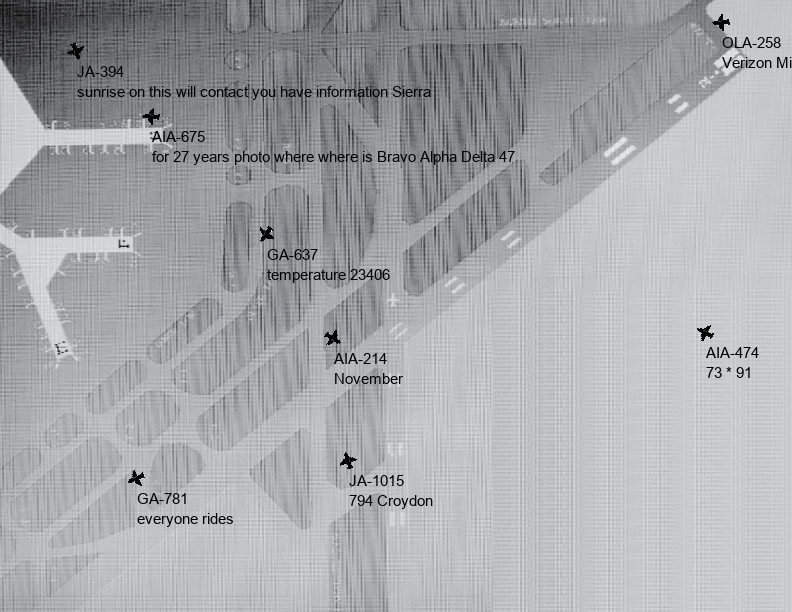 OLA-258
Verizon Mi
JA-394
sunrise on this will contact you have information Sierra
AIA-675
for 27 years photo where where is Bravo Alpha Delta 47
GA-637
temperature 23406
AIA-214
November
AIA-474
73 * 91
JA-1015
794 Croydon
GA-781
everyone rides